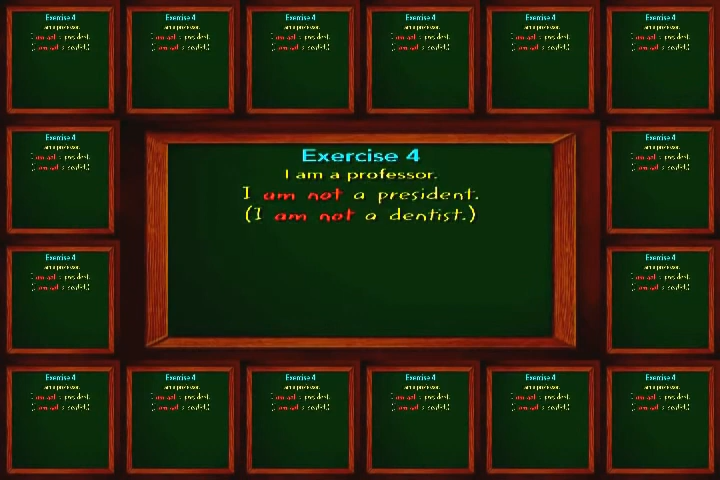 Exercise 4
I am a professor.
I am not a president.
(I am not a dentist.)